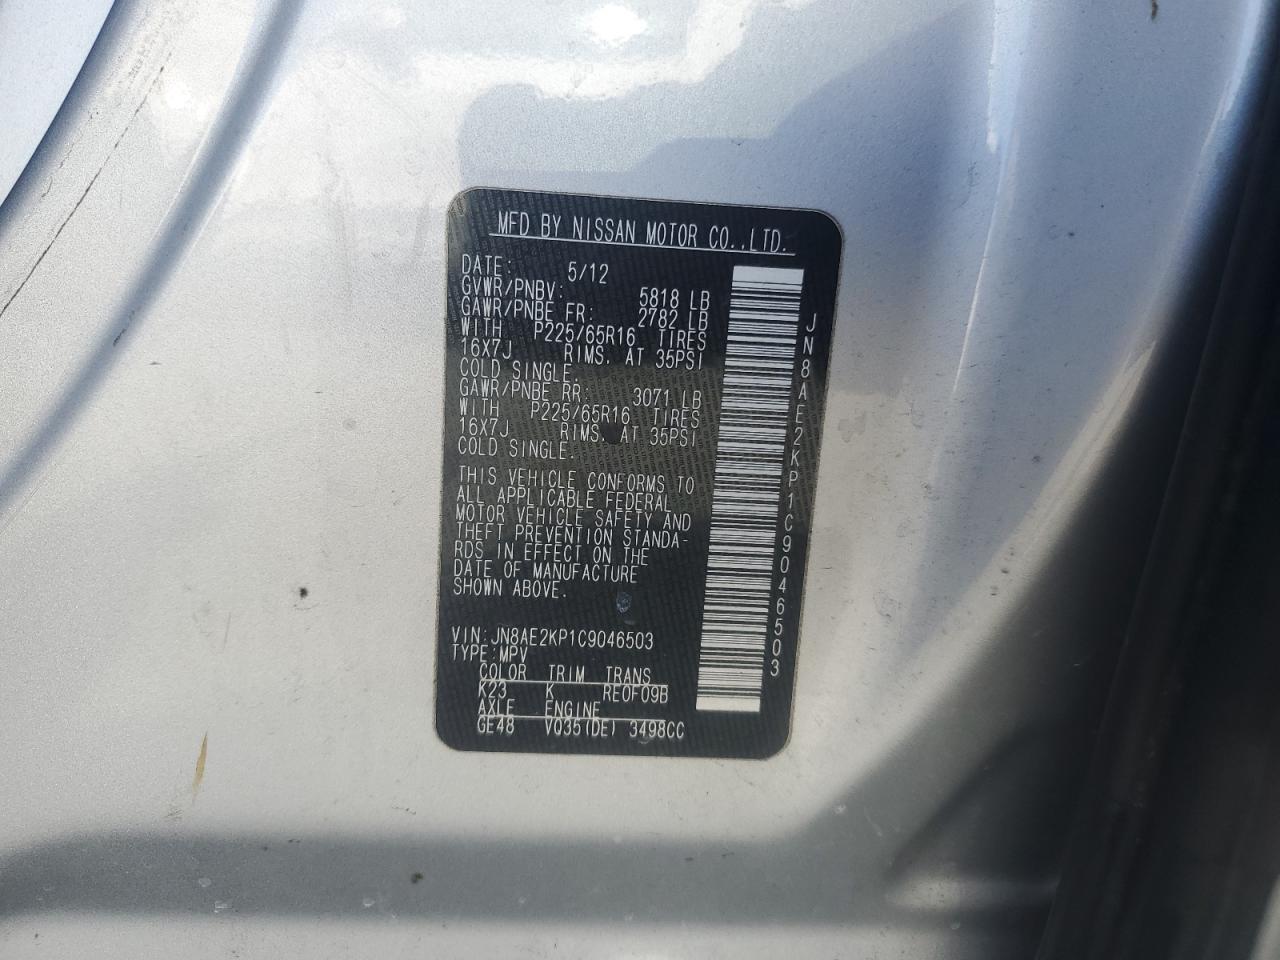 MFD BY NISSAN MOTOR CO.,LTD.
DATE: 5/12
GVWR/PNBV: 5818 LB
GAWR/PNBE FR: 2782 LB
WITH P225/65R16 TIRES
16X7J RIMS, AT 35PSI
COLD SINGLE.
GAWR/PNBE RR: 3071 LB
WITH P225/65R16 TIRES
16X7J RIMS, AT 35PSI
COLD SINGLE.
THIS VEHICLE CONFORMS TO
ALL APPLICABLE FEDERAL
MOTOR VEHICLE SAFETY AND
THEFT PREVENTION STANDA-
RDS IN EFFECT ON THE
DATE OF MANUFACTURE
SHOWN ABOVE.
VIN:JN8AE2KP1C9046503
TYPE:MPV
COLOR TRIM TRANS
K23 K RE0F09B
AXLE ENGINE
GE48 VQ35(DE) 3498CC
JN8AE2KP1C9046503